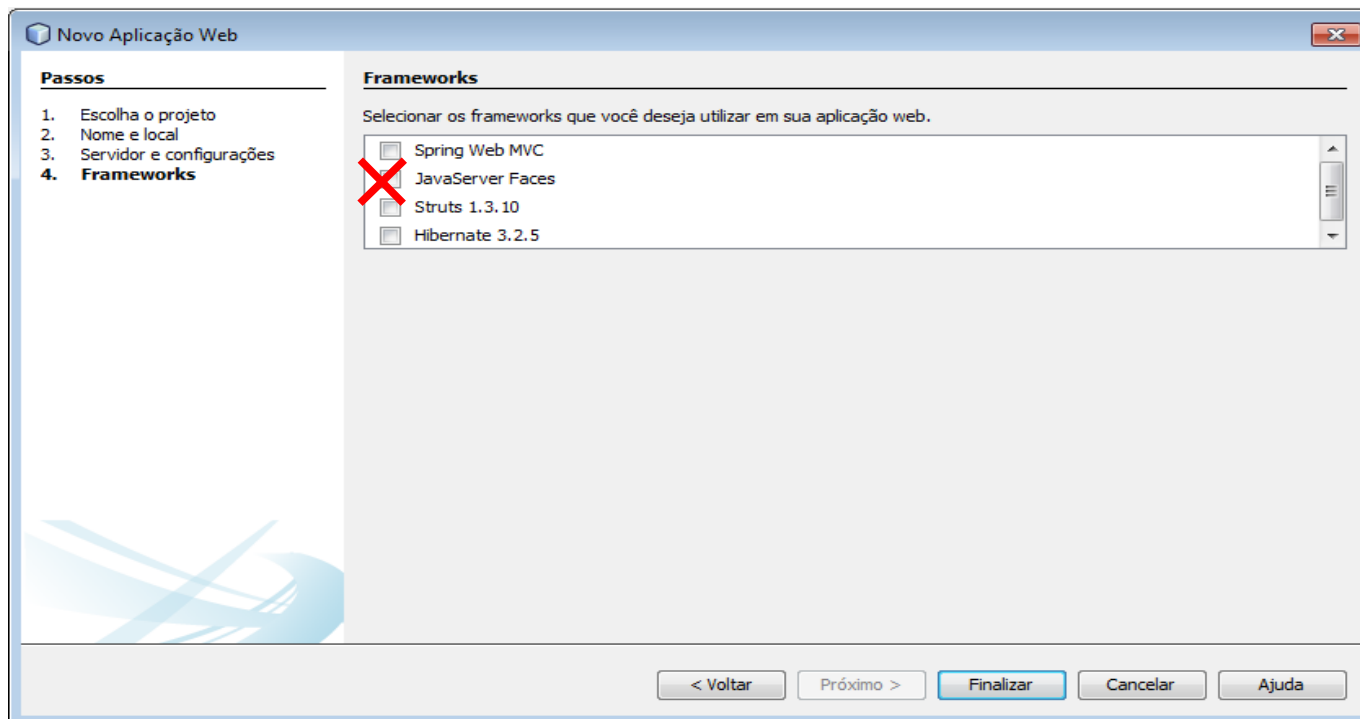 Novo Aplicação Web
Passos
1. Escolha o projeto
2. Nome e local
3. Servidor e configurações
4. Frameworks
Frameworks
Selecionar os frameworks que você deseja utilizar em sua aplicação web.
Spring Web MVC
JavaServer Faces
Struts 1.3.10
Hibernate 3.2.5
< Voltar
Próximo >
Finalizar
Cancelar
Ajuda